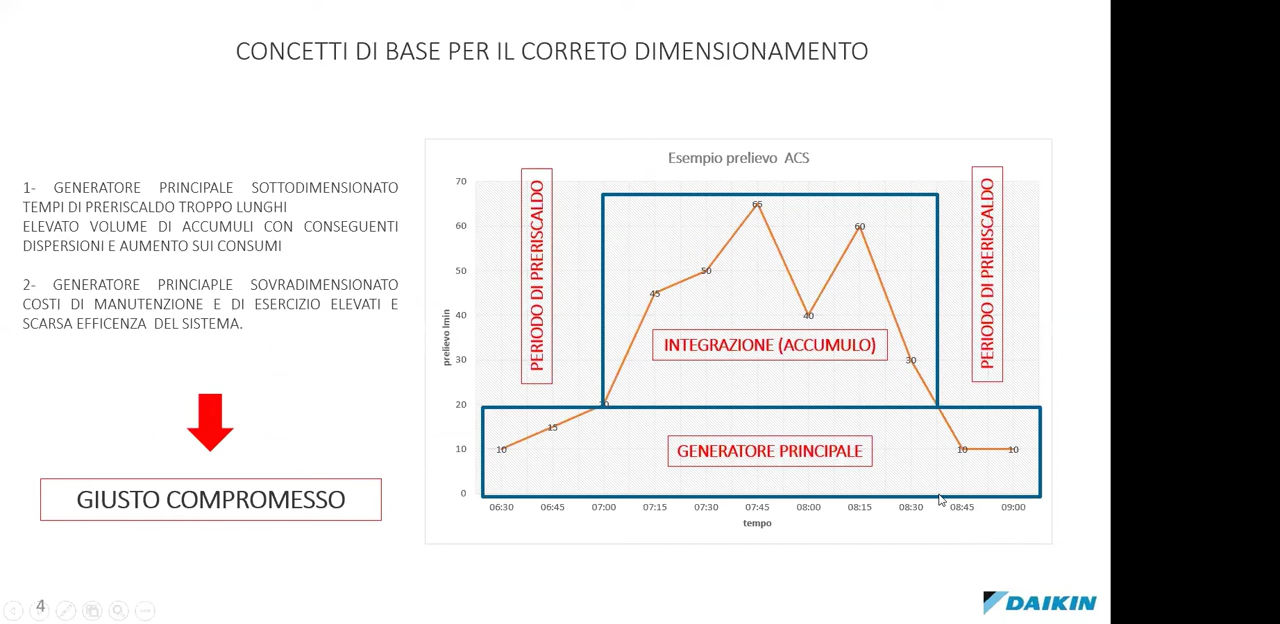 CONCETTI DI BASE PER IL CORRETO DIMENSIONAMENTO
1- GENERATORE PRINCIPALE SOTTODIMENSIONATO
TEMPI DI PRERISCALDO TROPPO LUNGHI
ELEVATO VOLUME DI ACCUMULI CON CONSEGUENTI
DISPERSIONI E AUMENTO SUI CONSUMI
2- GENERATORE PRINCIAPLE SOVRADIMENSIONATO
COSTI DI MANUTENZIONE E DI ESERCIZIO ELEVATI E
SCARSA EFFICENZA DEL SISTEMA.
GIUSTO COMPROMESSO
Esempio prelievo ACS
prelievo lmin
70
60
50
40
30
20
10
0
PERIODO DI PRERISCALDO
PERIODO DI PRERISCALDO
10
15
20
45
50
65
40
60
30
10
10
INTEGRAZIONE (ACCUMULO)
GENERATORE PRINCIPALE
06:30 06:45 07:00 07:15 07:30 07:45 08:00 08:15 08:30 08:45 09:00
tempo
4
DAIKIN